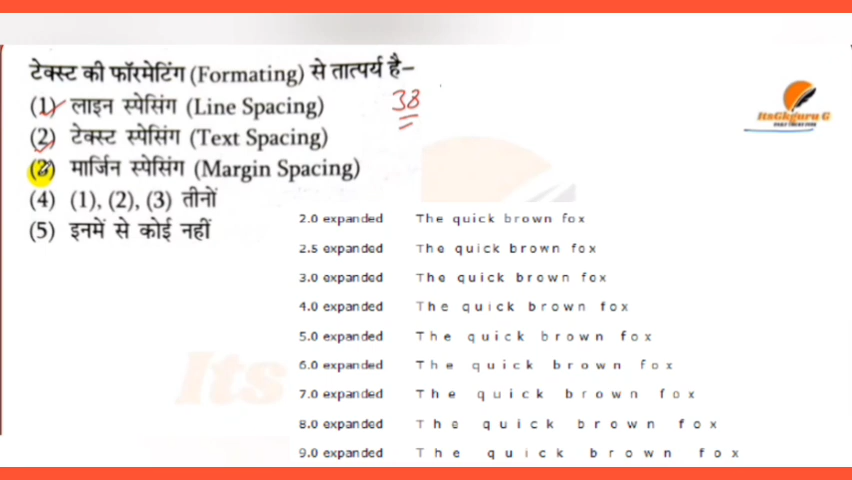 टेक्स्ट की फॉरमेटिंग (Formating) से तात्पर्य है–
(1) लाइन स्पेसिंग (Line Spacing)
38
(2) टेक्स्ट स्पेसिंग (Text Spacing)
(3) मार्जिन स्पेसिंग (Margin Spacing)
(4) (1), (2), (3) तीनों
(5) इनमें से कोई नहीं
ItsGkguru G
2.0 expanded The quick brown fox
2.5 expanded The quick brown fox
3.0 expanded The quick brown fox
4.0 expanded The quick brown fox
5.0 expanded The quick brown fox
6.0 expanded The quick brown fox
7.0 expanded The quick brown fox
8.0 expanded The quick brown fox
9.0 expanded The quick brown fox
Its